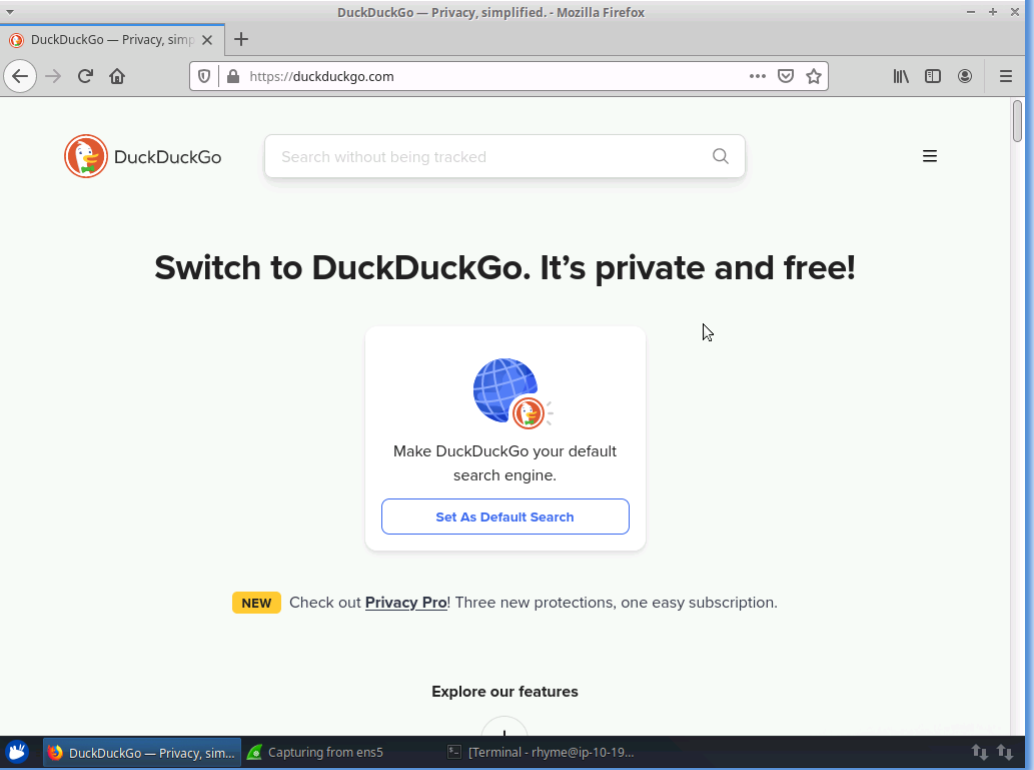 DuckDuckGo — Privacy, simplified. - Mozilla Firefox
DuckDuckGo — Privacy, simp
https://duckduckgo.com
DuckDuckGo
Search without being tracked
Switch to DuckDuckGo. It's private and free!
Make DuckDuckGo your default
search engine.
Set As Default Search
NEW Check out Privacy Pro! Three new protections, one easy subscription.
Explore our features
DuckDuckGo — Privacy, sim... Capturing from ens5 [Terminal - rhyme@ip-10-19...